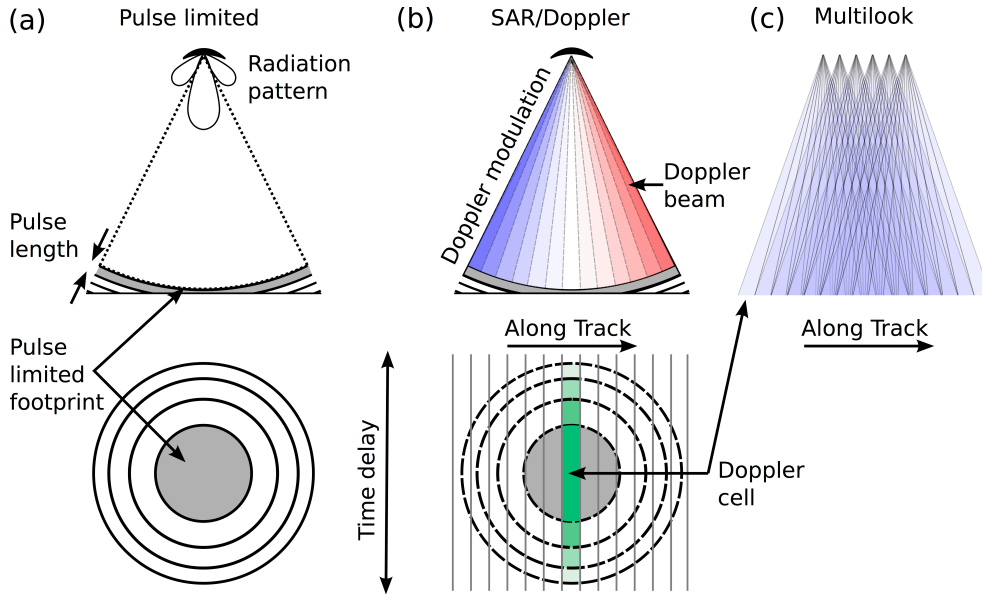 (a)
Pulse limited
Radiation
pattern
Pulse
length
Pulse
limited
footprint
Time delay
(b)
SAR/Doppler
Doppler modulation
Doppler
beam
Along Track
Doppler
cell
(c)
Multilook
Along Track